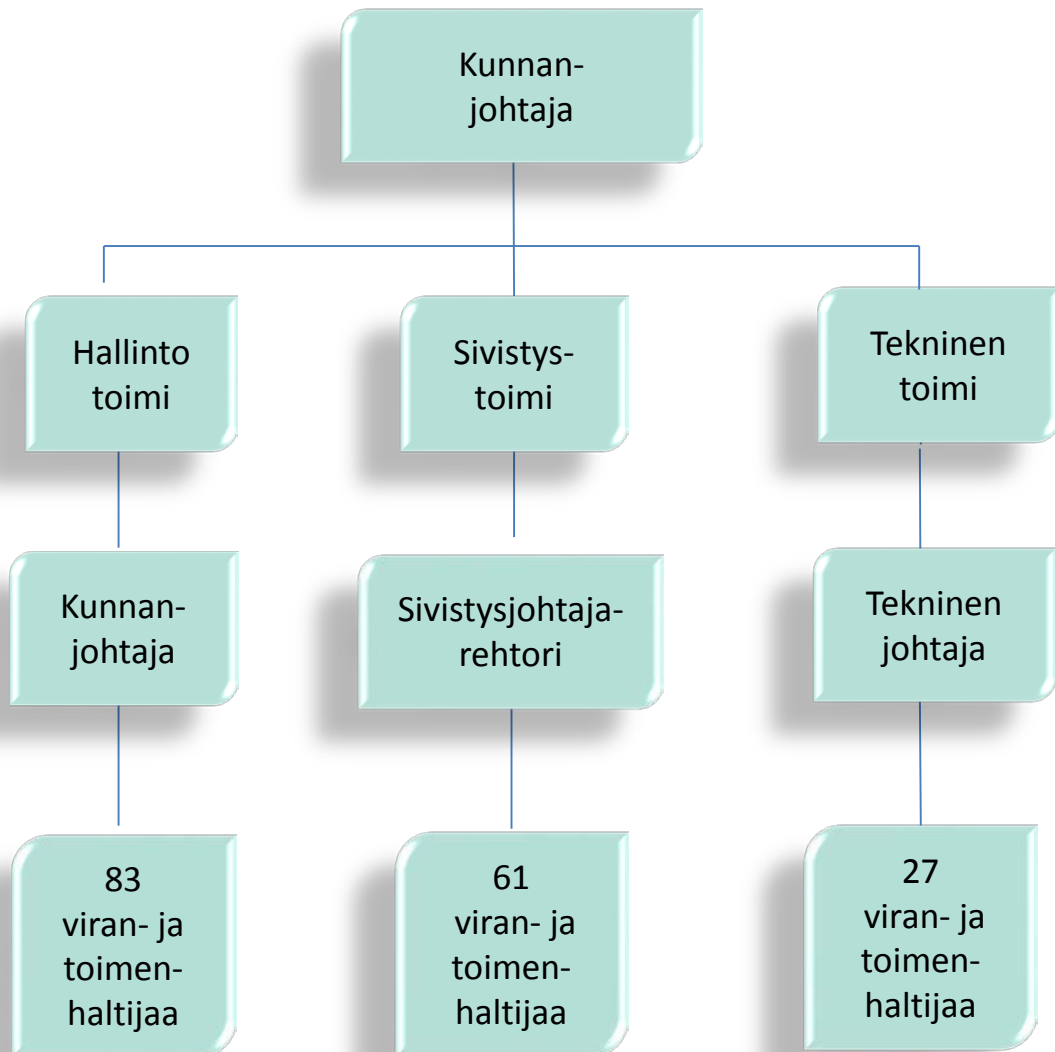 Kunnan-
johtaja
Hallinto
toimi
Sivistys-
toimi
Tekninen
toimi
Kunnan-
johtaja
Sivistysjohtaja-
rehtori
Tekninen
johtaja
83
viran- ja
toimen-
haltijaa
61
viran- ja
toimen-
haltijaa
27
viran- ja
toimen-
haltijaa